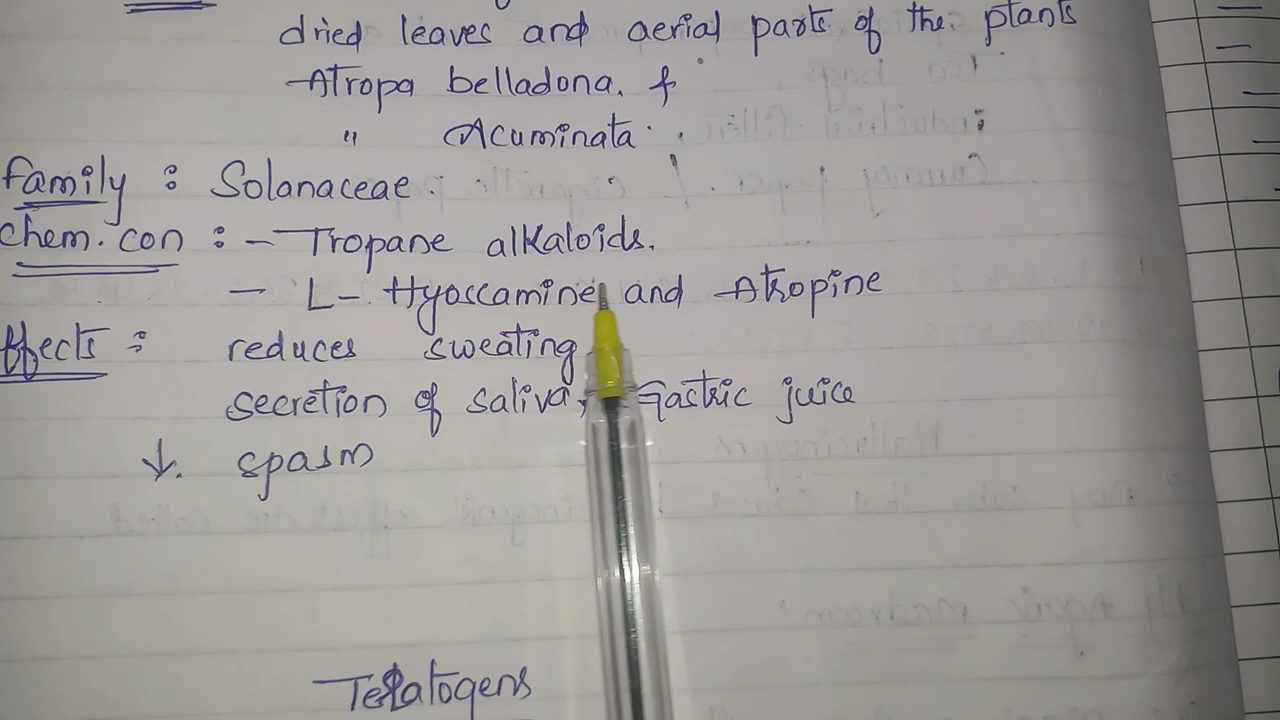 dried leaves and aerial parts of the plants
Atropa belladona. &
" Acuminata.
family : Solanaceae.
chem. con : - Tropane alkaloids.
- L- Hyoscamine and Atropine
Effects : reduces sweating
secretion of saliva, Gastric juice
↓. spasm
Teratogens